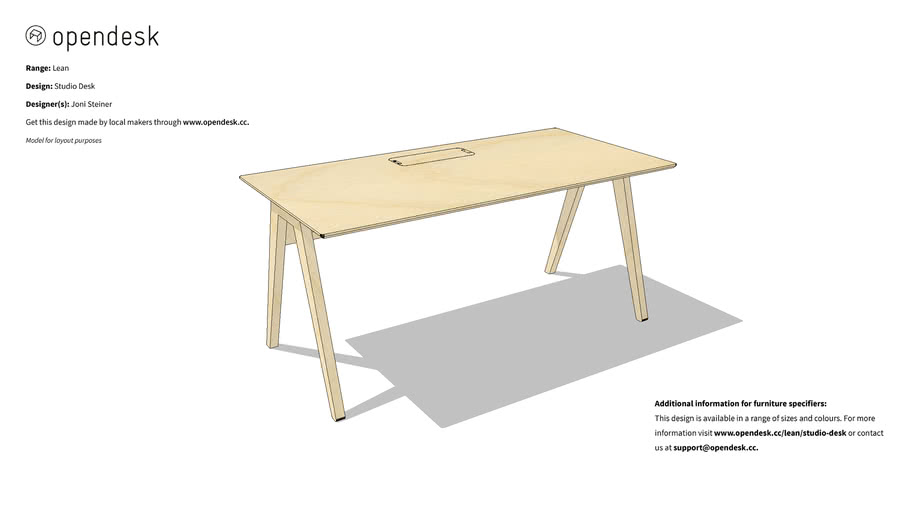 opendesk
Range: Lean
Design: Studio Desk
Designer(s): Joni Steiner
Get this design made by local makers through www.opendesk.cc.
Model for layout purposes
Additional information for furniture specifiers:
This design is available in a range of sizes and colours. For more
information visit www.opendesk.cc/lean/studio-desk or contact
us at support@opendesk.cc.